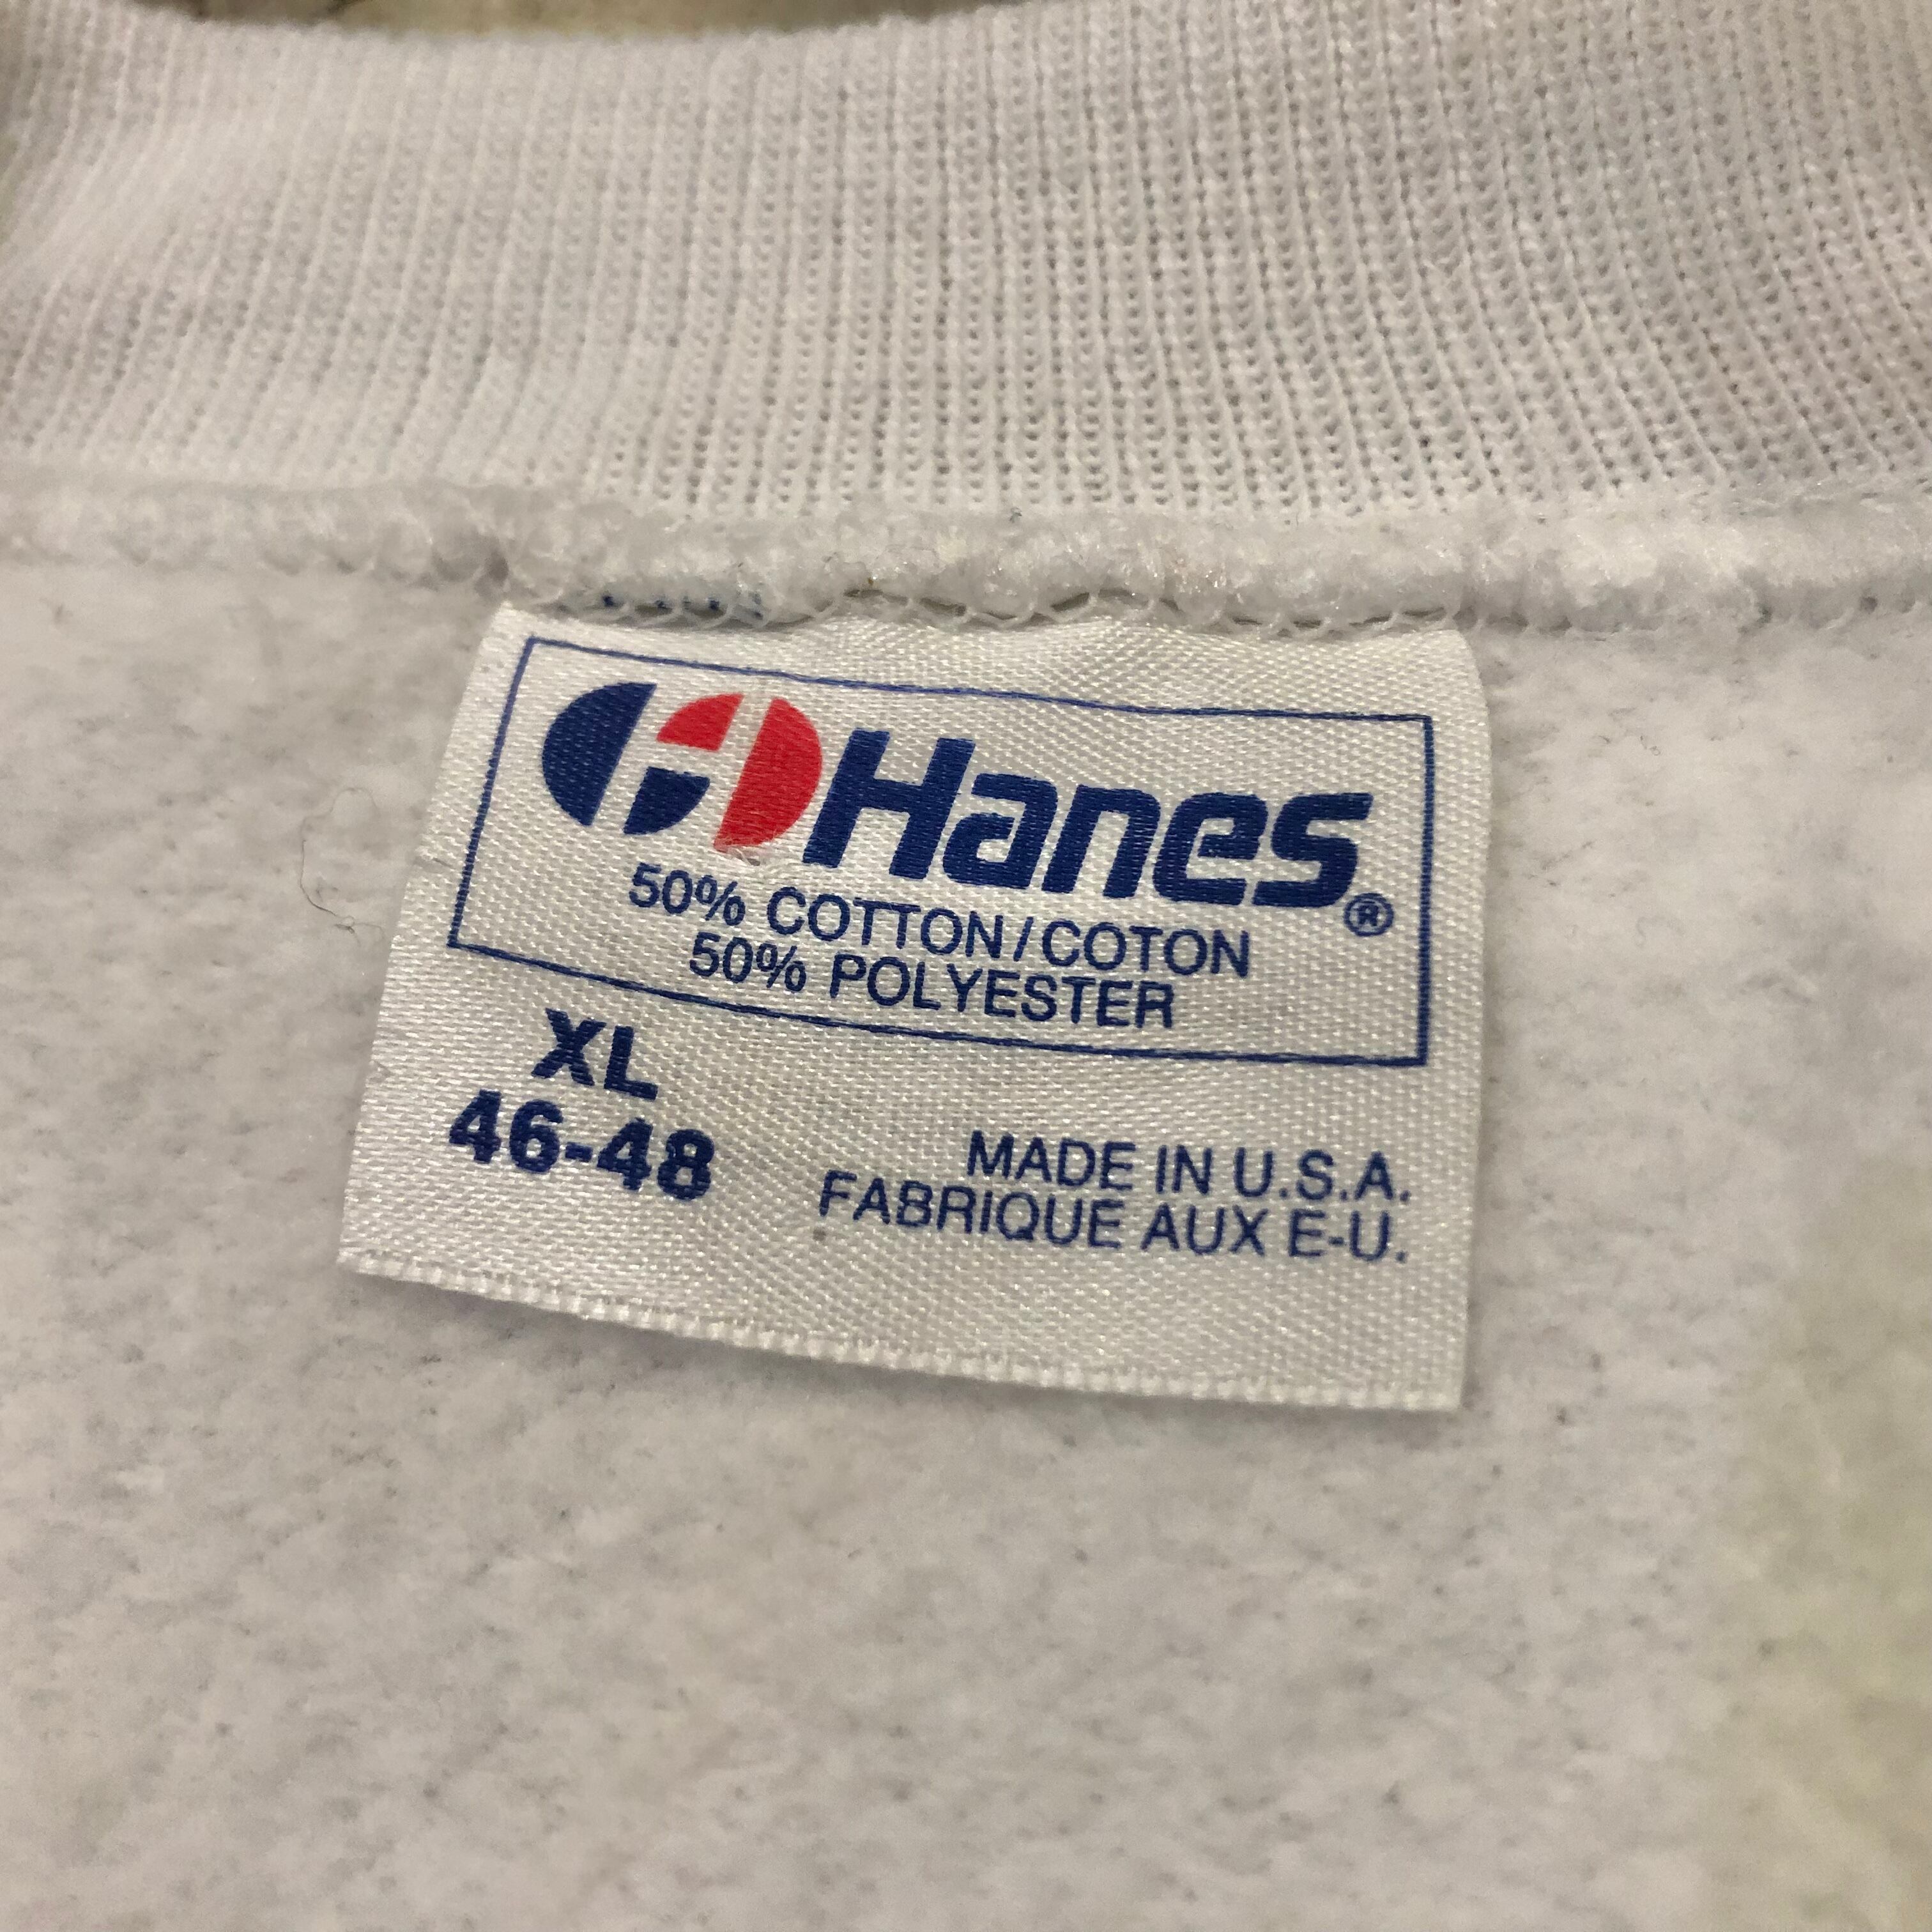 Hanes®
50% COTTON/COTON
50% POLYESTER
XL
46-48
MADE IN U.S.A.
FABRIQUE AUX E-U.